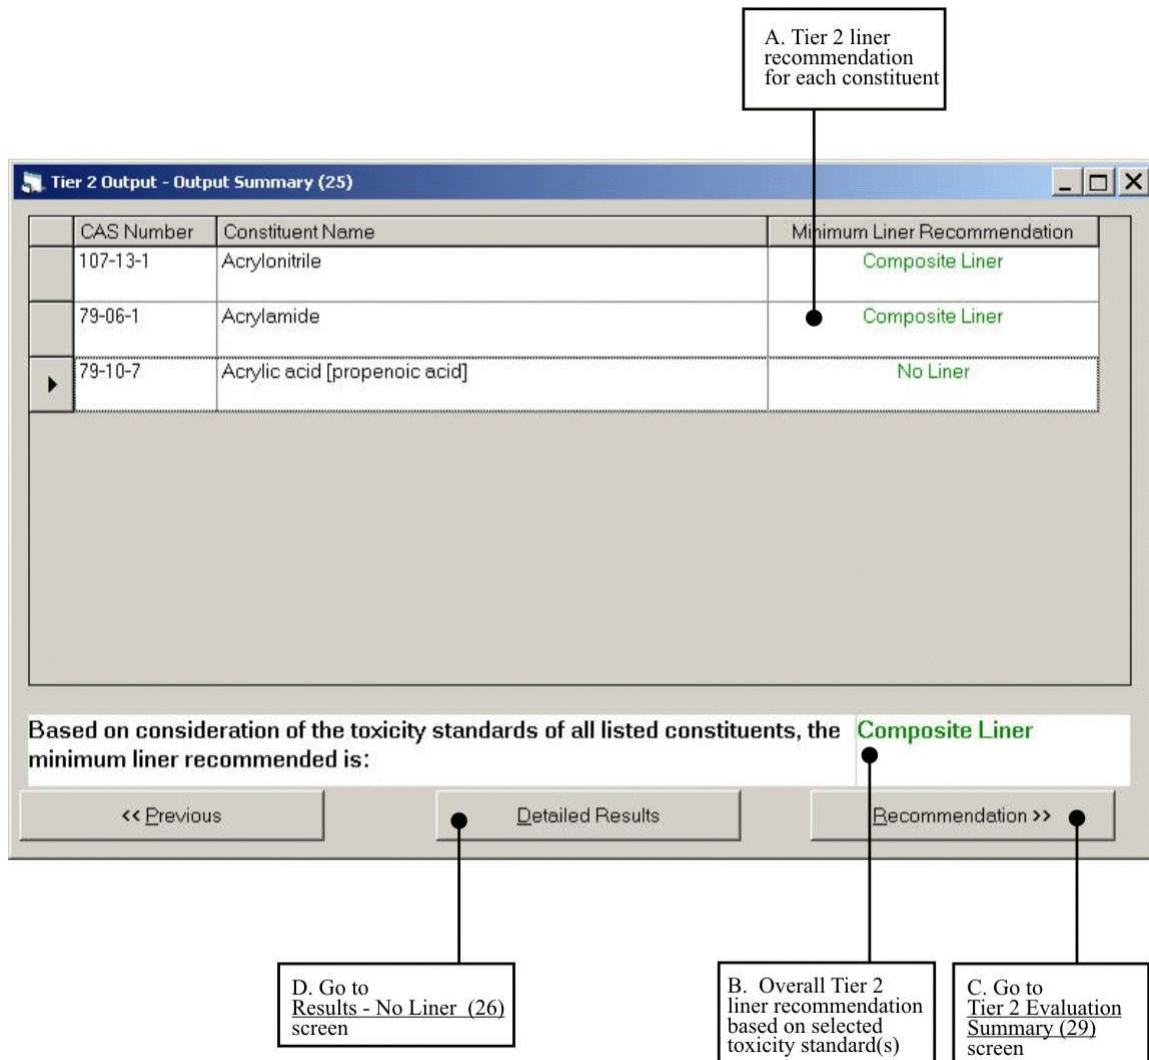 A. Tier 2 liner
recommendation
for each constituent
Tier 2 Output - Output Summary (25)
CAS Number Constituent Name Minimum Liner Recommendation
107-13-1 Acrylonitrile Composite Liner
79-06-1 Acrylamide Composite Liner
79-10-7 Acrylic acid [propenoic acid] No Liner
Based on consideration of the toxicity standards of all listed constituents, the Composite Liner
minimum liner recommended is:
<< Previous Detailed Results Recommendation >>
D. Go to
Results - No Liner (26)
screen
B. Overall Tier 2
liner recommendation
based on selected
toxicity standard(s)
C. Go to
Tier 2 Evaluation
Summary (29)
screen